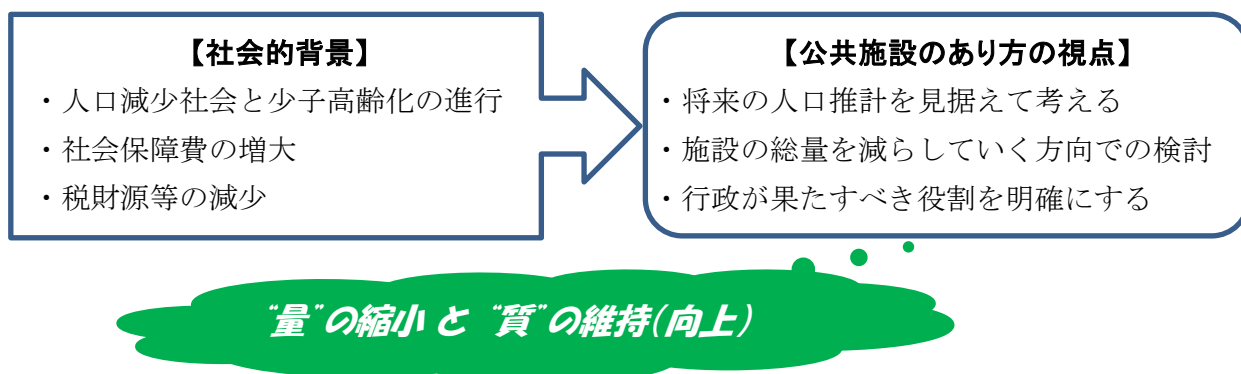 【社会的背景】
・人口減少社会と少子高齢化の進行
・社会保障費の増大
・税財源等の減少
【公共施設のあり方の視点】
・将来の人口推計を見据えて考える
・施設の総量を減らしていく方向での検討
・行政が果たすべき役割を明確にする
“量”の縮小 と “質”の維持(向上)